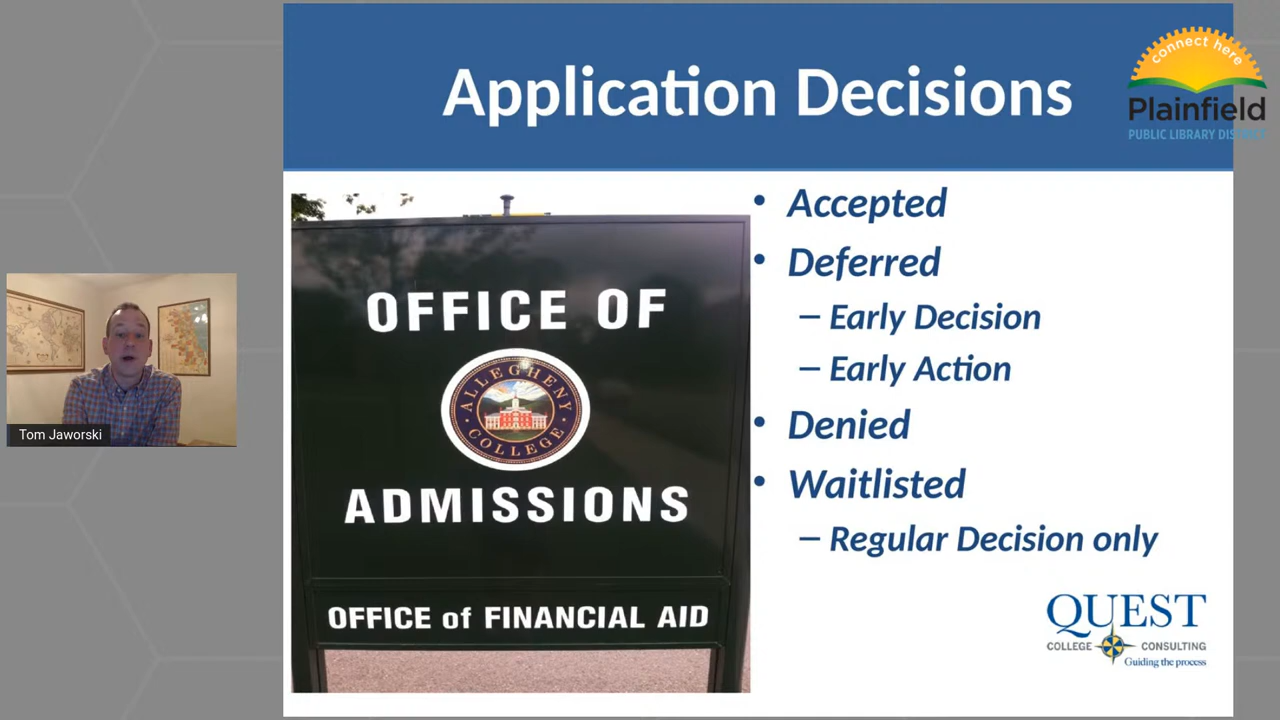 Application Decisions
connect here
Plainfield
PUBLIC LIBRARY DISTRICT
• Accepted
• Deferred
– Early Decision
– Early Action
• Denied
• Waitlisted
– Regular Decision only
OFFICE OF
ALLEGHENY
COLLEGE
ADMISSIONS
OFFICE of FINANCIAL AID
Tom Jaworski
QUEST
COLLEGE CONSULTING
Guiding the process